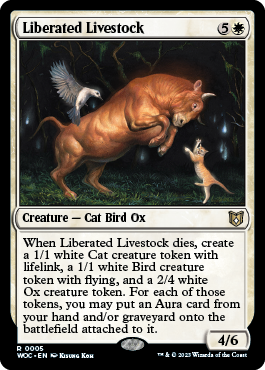 Liberated Livestock 5
Creature — Cat Bird Ox
When Liberated Livestock dies, create
a 1/1 white Cat creature token with
lifelink, a 1/1 white Bird creature
token with flying, and a 2/4 white
Ox creature token. For each of those
tokens, you may put an Aura card from
your hand and/or graveyard onto the
battlefield attached to it.
4/6
R 0005
WOC • EN Kisung Koh
™ & © 2023 Wizards of the Coast